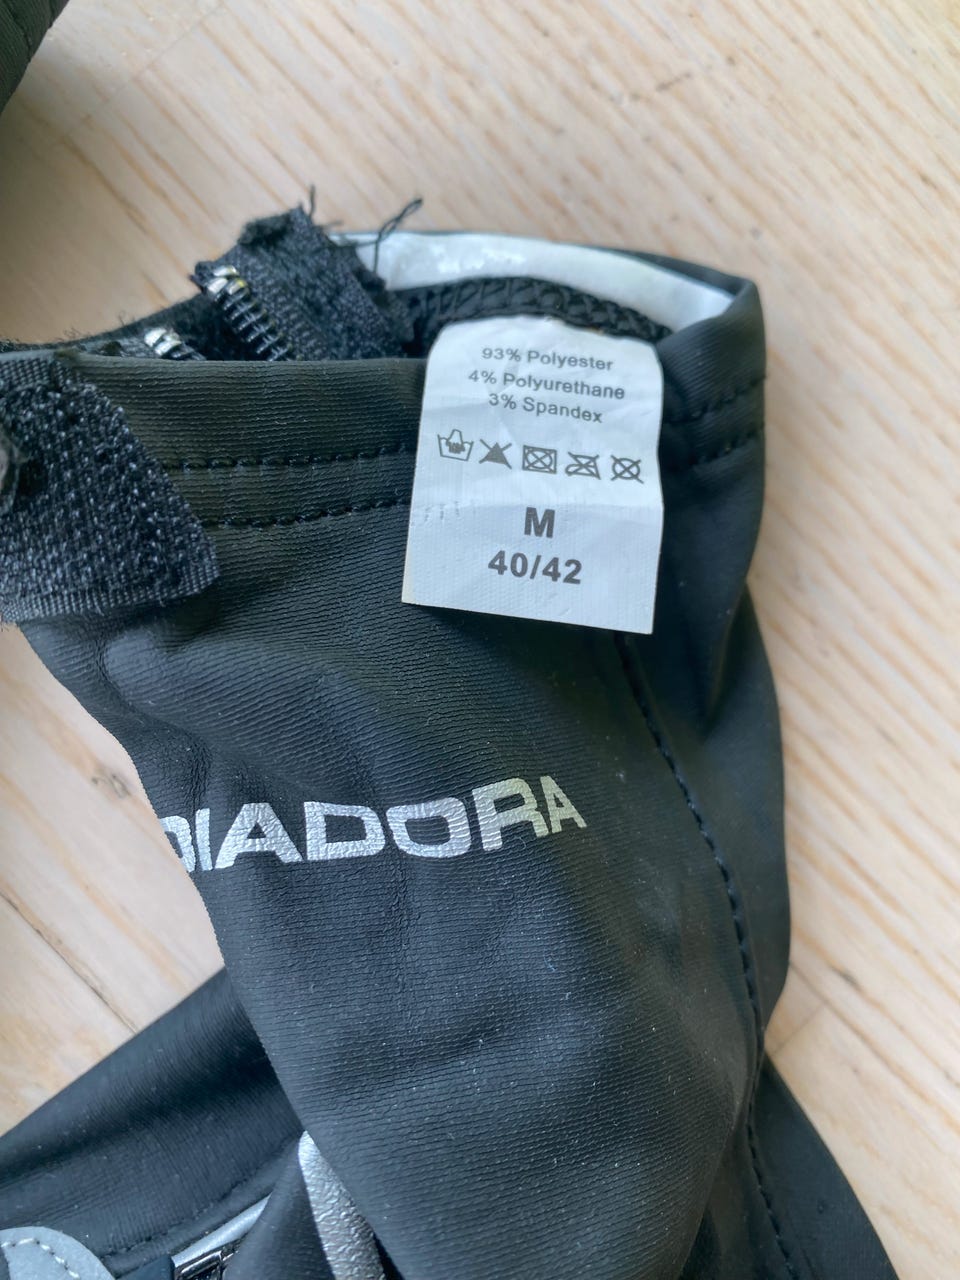 93% Polyester
4% Polyurethane
3% Spandex
M
40/42
DIADORA